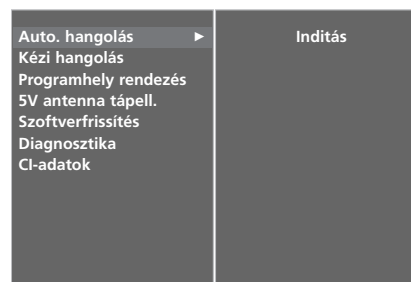 Auto. hangolás ► Inditás
Kézi hangolás
Programhely rendezés
5V antenna tápell.
Szoftverfrissítés
Diagnosztika
CI-adatok